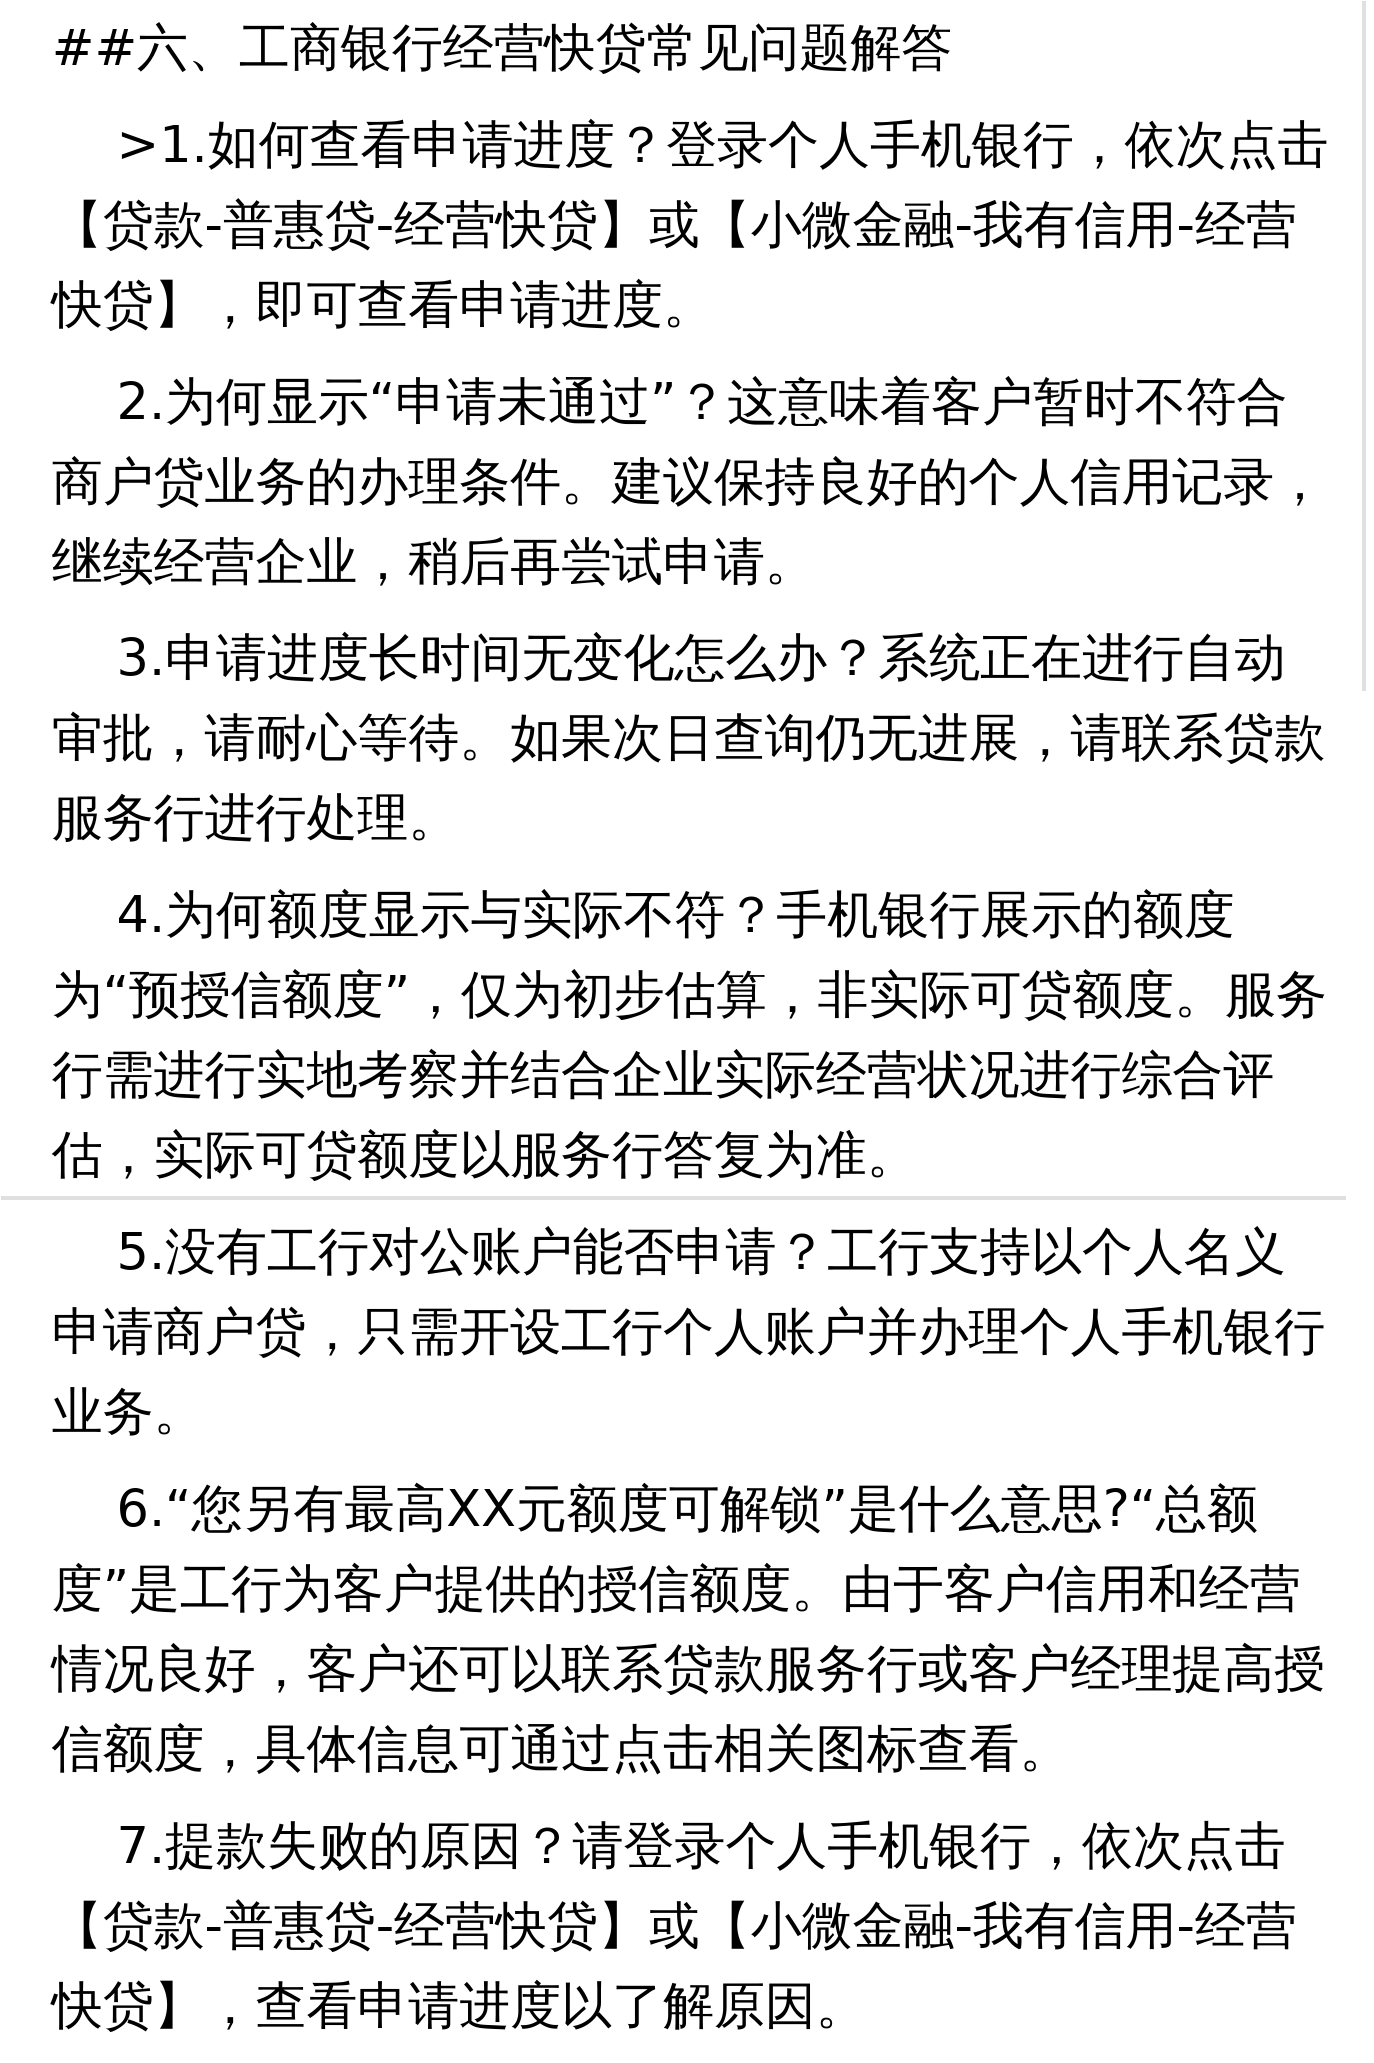 ##六、工商银行经营快贷常见问题解答
>1.如何查看申请进度？登录个人手机银行，依次点击
【贷款-普惠贷-经营快贷】或【小微金融-我有信用-经营
快贷】，即可查看申请进度。
2.为何显示“申请未通过”？这意味着客户暂时不符合
商户贷业务的办理条件。建议保持良好的个人信用记录，
继续经营企业，稍后再尝试申请。
3.申请进度长时间无变化怎么办？系统正在进行自动
审批，请耐心等待。如果次日查询仍无进展，请联系贷款
服务行进行处理。
4.为何额度显示与实际不符？手机银行展示的额度
为“预授信额度”，仅为初步估算，非实际可贷额度。服务
行需进行实地考察并结合企业实际经营状况进行综合评
估，实际可贷额度以服务行答复为准。
5.没有工行对公账户能否申请？工行支持以个人名义
申请商户贷，只需开设工行个人账户并办理个人手机银行
业务。
6.“您另有最高XX元额度可解锁”是什么意思?“总额
度”是工行为客户提供的授信额度。由于客户信用和经营
情况良好，客户还可以联系贷款服务行或客户经理提高授
信额度，具体信息可通过点击相关图标查看。
7.提款失败的原因？请登录个人手机银行，依次点击
【贷款-普惠贷-经营快贷】或【小微金融-我有信用-经营
快贷】，查看申请进度以了解原因。